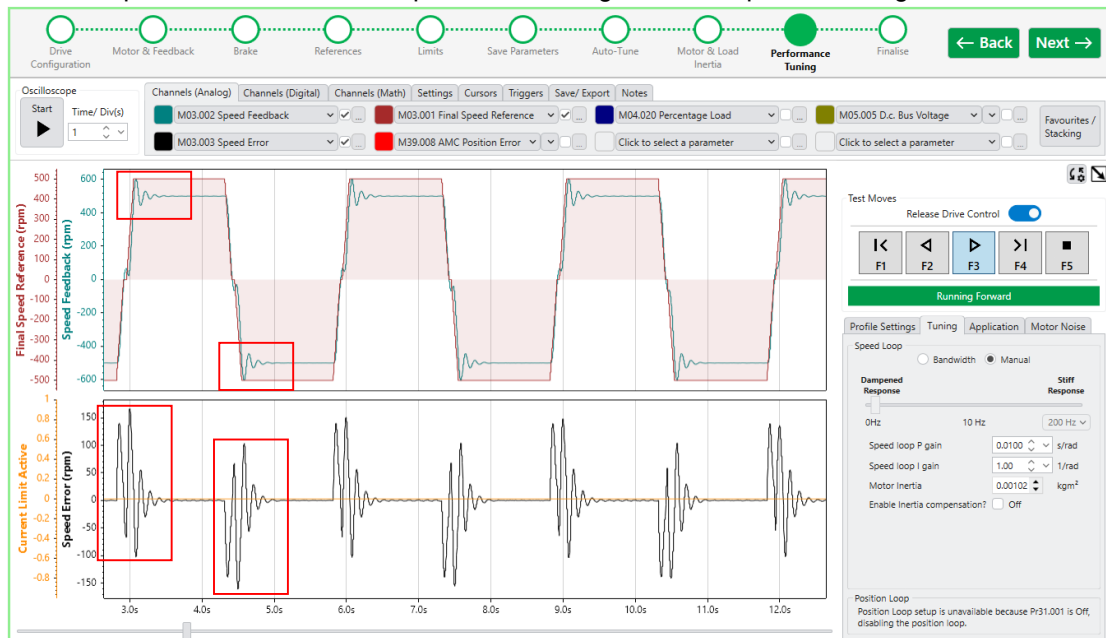 Drive Configuration
Motor & Feedback
Brake
References
Limits
Save Parameters
Auto-Tune
Motor & Load Inertia
Performance Tuning
Finalise
← Back
Next →
Oscilloscope
Start
Time/ Div(s)
1
Channels (Analog)
Channels (Digital)
Channels (Math)
Settings
Cursors
Triggers
Save/ Export
Notes
M03.002 Speed Feedback
...
M03.001 Final Speed Reference
...
M04.020 Percentage Load
...
M05.005 D.c. Bus Voltage
...
M03.003 Speed Error
...
M39.008 AMC Position Error
...
Click to select a parameter
...
Click to select a parameter
...
Favourites /
Stacking
Final Speed Reference (rpm)
500
400
300
200
100
0
-100
-200
-300
-400
-500
Speed Feedback (rpm)
600
400
200
0
-200
-400
-600
Current Limit Active
1
0.8
0.6
0.4
0.2
0
-0.2
-0.4
-0.6
-0.8
Speed Error (rpm)
150
100
50
0
-50
-100
-150
3.0s
4.0s
5.0s
6.0s
7.0s
8.0s
9.0s
10.0s
11.0s
12.0s
Test Moves
Release Drive Control
F1
F2
F3
F4
F5
Running Forward
Profile Settings
Tuning
Application
Motor Noise
Speed Loop
Bandwidth
Manual
Dampened
Response
Stiff
Response
0Hz
10 Hz
200 Hz
Speed loop P gain 0.0100 s/rad
Speed loop I gain 1.00 1/rad
Motor Inertia 0.00102 kgm²
Enable Inertia compensation? Off
Position Loop
Position Loop setup is unavailable because Pr31.001 is Off,
disabling the position loop.